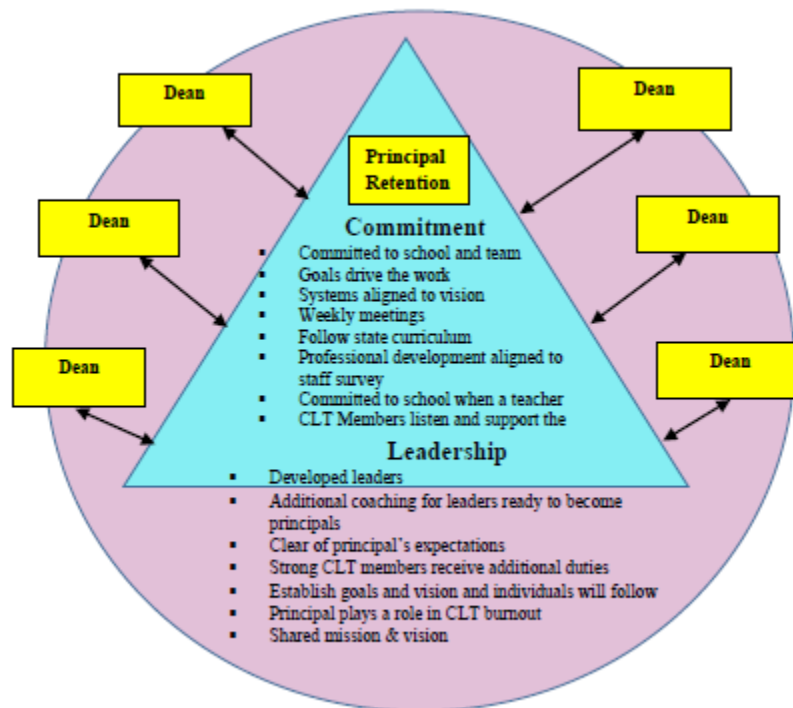 Dean
Dean
Principal
Retention
Dean
Dean
Commitment
▪ Committed to school and team
▪ Goals drive the work
▪ Systems aligned to vision
▪ Weekly meetings
▪ Follow state curriculum
▪ Professional development aligned to
staff survey
▪ Committed to school when a teacher
▪ CLT Members listen and support the
Dean
Dean
Leadership
▪ Developed leaders
▪ Additional coaching for leaders ready to become
principals
▪ Clear of principal's expectations
▪ Strong CLT members receive additional duties
▪ Establish goals and vision and individuals will follow
▪ Principal plays a role in CLT burnout
▪ Shared mission & vision